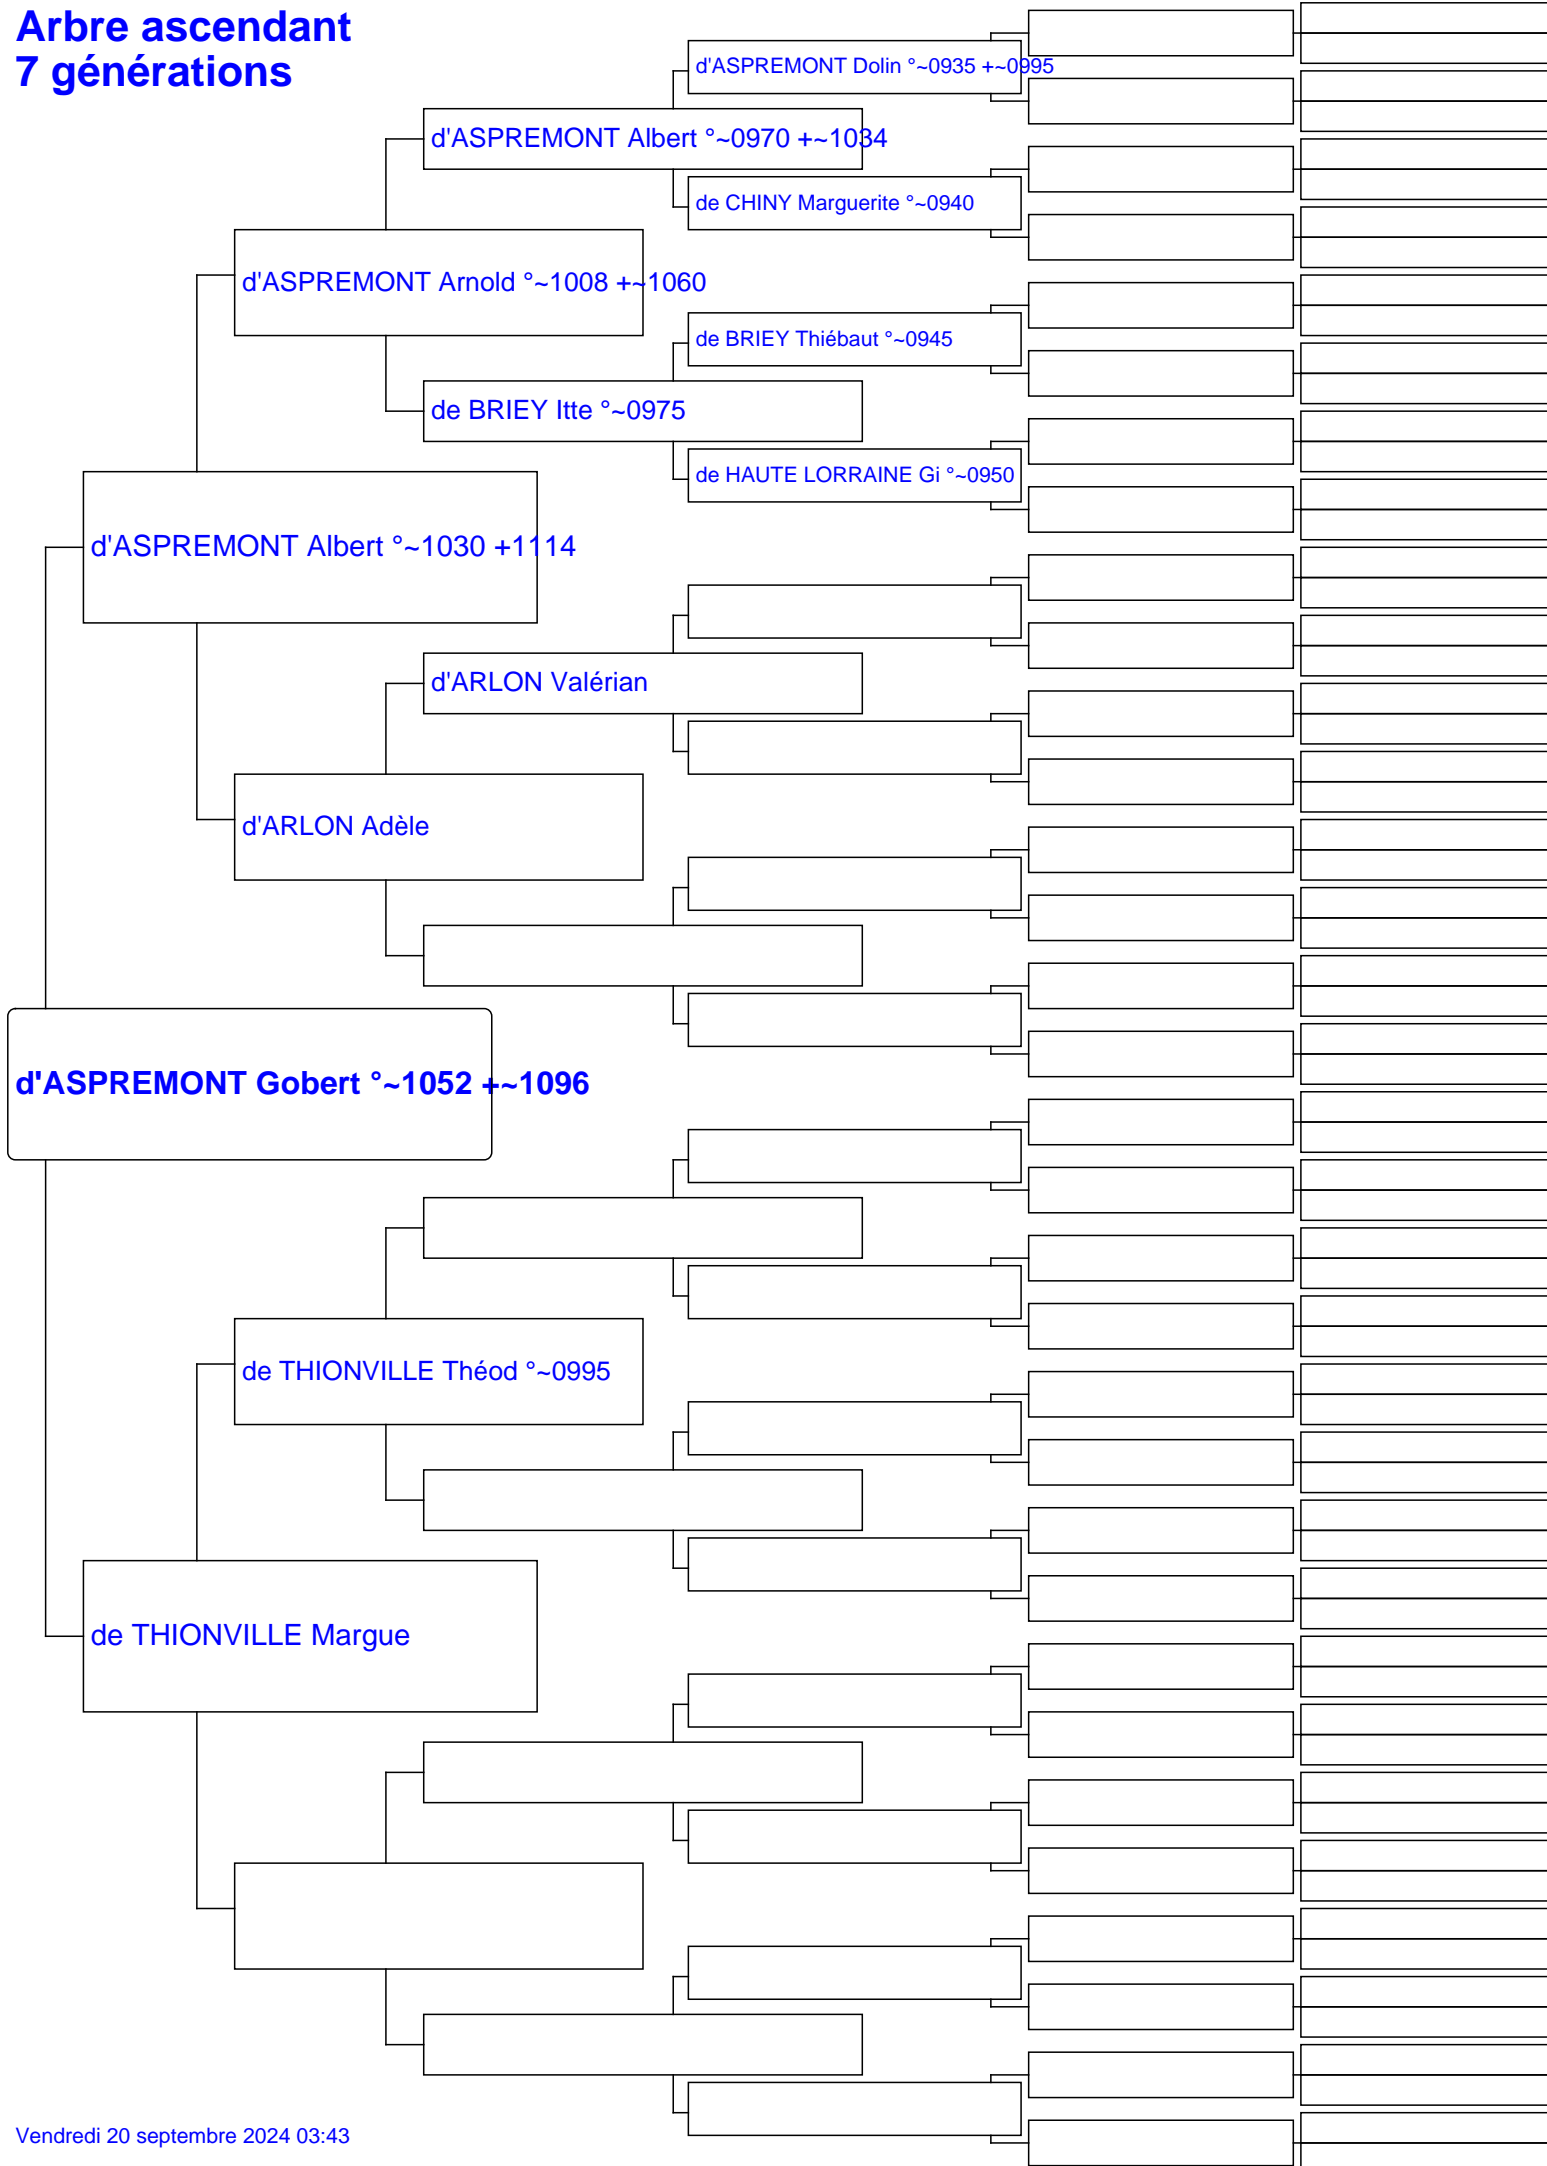 Arbre ascendant
7 générations
d'ASPREMONT Dolin °~0935 +~0995
d'ASPREMONT Albert °~0970 +~1034
de CHINY Marguerite °~0940
d'ASPREMONT Arnold °~1008 +~1060
de BRIEY Thiébaut °~0945
de BRIEY Itte °~0975
de HAUTE LORRAINE Gi °~0950
d'ASPREMONT Albert °~1030 +1114
d'ARLON Valérian
d'ARLON Adèle
d'ASPREMONT Gobert °~1052 +~1096
de THIONVILLE Théod °~0995
de THIONVILLE Margue
Vendredi 20 septembre 2024 03:43